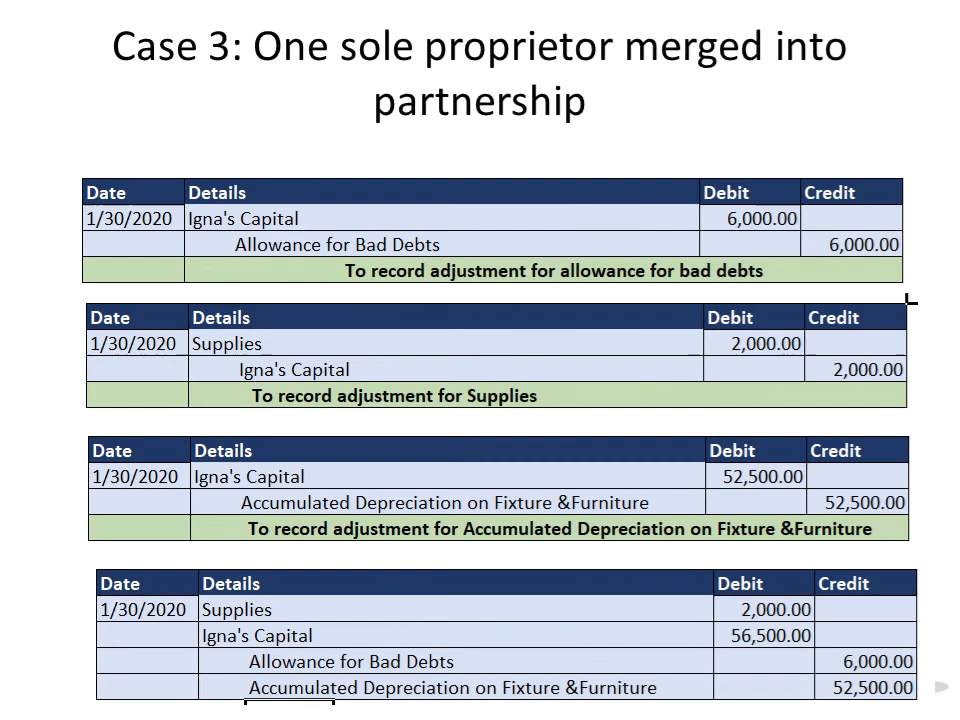 Case 3: One sole proprietor merged into
partnership
Date Details Debit Credit
1/30/2020 Igna's Capital 6,000.00
Allowance for Bad Debts 6,000.00
To record adjustment for allowance for bad debts
Date Details Debit Credit
1/30/2020 Supplies 2,000.00
Igna's Capital 2,000.00
To record adjustment for Supplies
Date Details Debit Credit
1/30/2020 Igna's Capital 52,500.00
Accumulated Depreciation on Fixture &Furniture 52,500.00
To record adjustment for Accumulated Depreciation on Fixture &Furniture
Date Details Debit Credit
1/30/2020 Supplies 2,000.00
Igna's Capital 56,500.00
Allowance for Bad Debts 6,000.00
Accumulated Depreciation on Fixture &Furniture 52,500.00